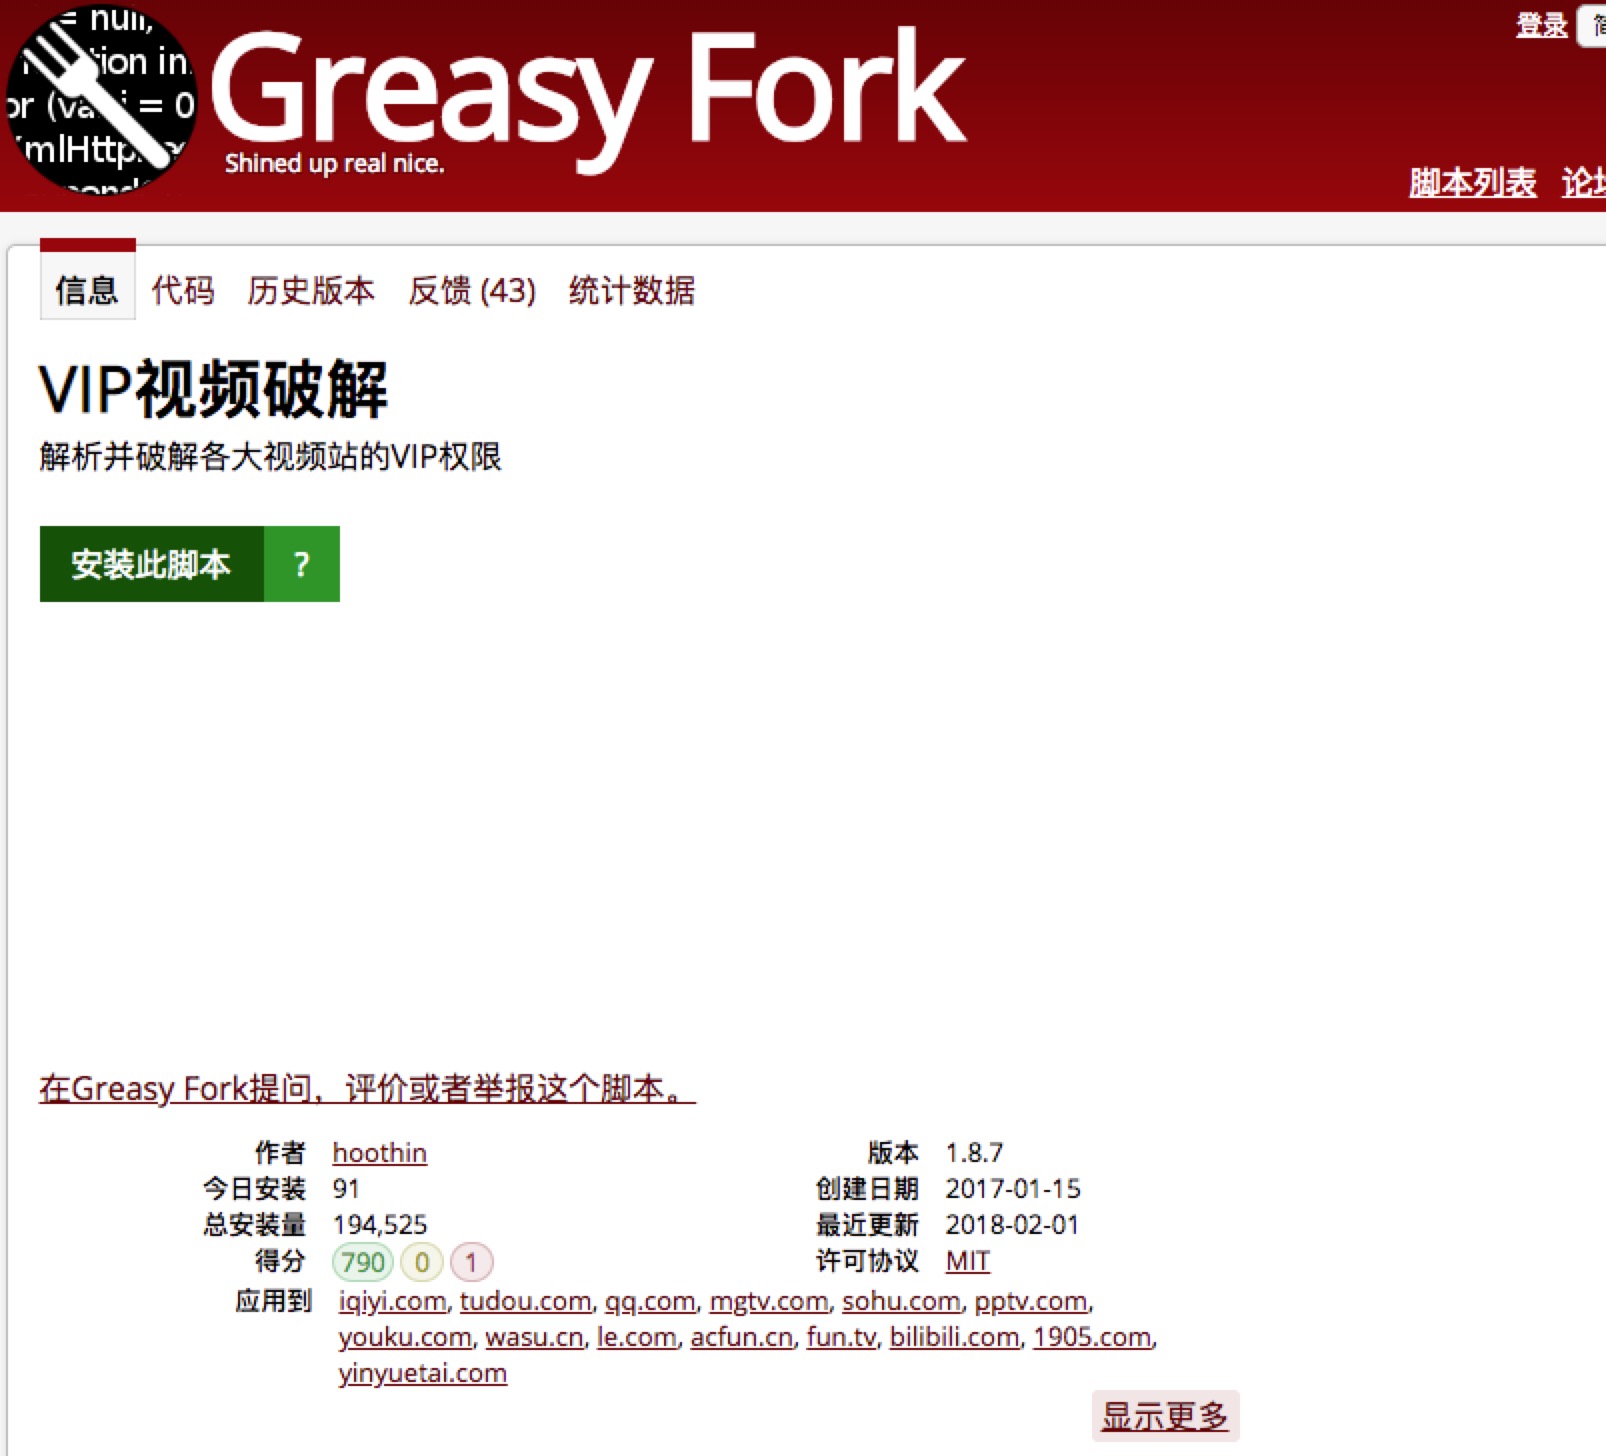 = null,
tion in
or (va i = 0
mlHttp
Greasy Fork
Shined up real nice.
登录
脚本列表
信息 代码 历史版本 反馈 (43) 统计数据
VIP视频破解
解析并破解各大视频站的VIP权限
安装此脚本 ?
在Greasy Fork提问，评价或者举报这个脚本。
作者 hoothin 版本 1.8.7
今日安装 91 创建日期 2017-01-15
总安装量 194,525 最近更新 2018-02-01
得分 790 0 1 许可协议 MIT
应用到 iqiyi.com, tudou.com, qq.com, mgtv.com, sohu.com, pptv.com,
youku.com, wasu.cn, le.com, acfun.cn, fun.tv, bilibili.com, 1905.com,
yinyuetai.com
显示更多